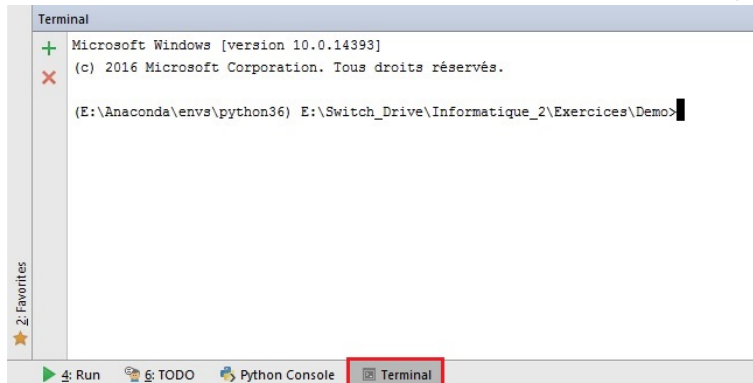 Terminal
Microsoft Windows [version 10.0.14393]
(c) 2016 Microsoft Corporation. Tous droits réservés.
(E:\Anaconda\envs\python36) E:\Switch_Drive\Informatique_2\Exercices\Demo>
2: Favorites
4: Run 6: TODO Python Console Terminal